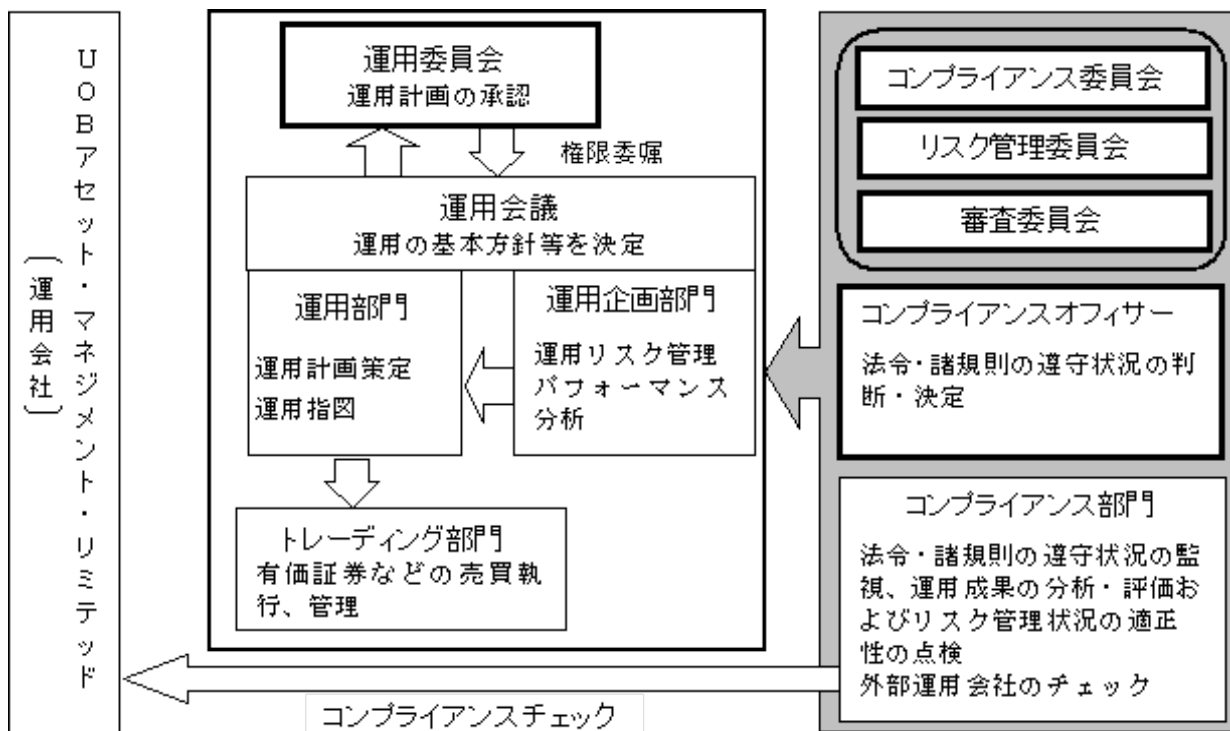 UOBアセット・マネジメント・リミテッド
〔運用会社〕
運用委員会
運用計画の承認
権限委嘱
運用会議
運用の基本方針等を決定
運用部門
運用計画策定
運用指図
運用企画部門
運用リスク管理
パフォーマンス
分析
トレーディング部門
有価証券などの売買執
行、管理
コンプライアンス委員会
リスク管理委員会
審査委員会
コンプライアンスオフィサー
法令・諸規則の遵守状況の判
断・決定
コンプライアンス部門
法令・諸規則の遵守状況の監
視、運用成果の分析・評価お
よびリスク管理状況の適正
性の点検
外部運用会社のチェック
コンプライアンスチェック